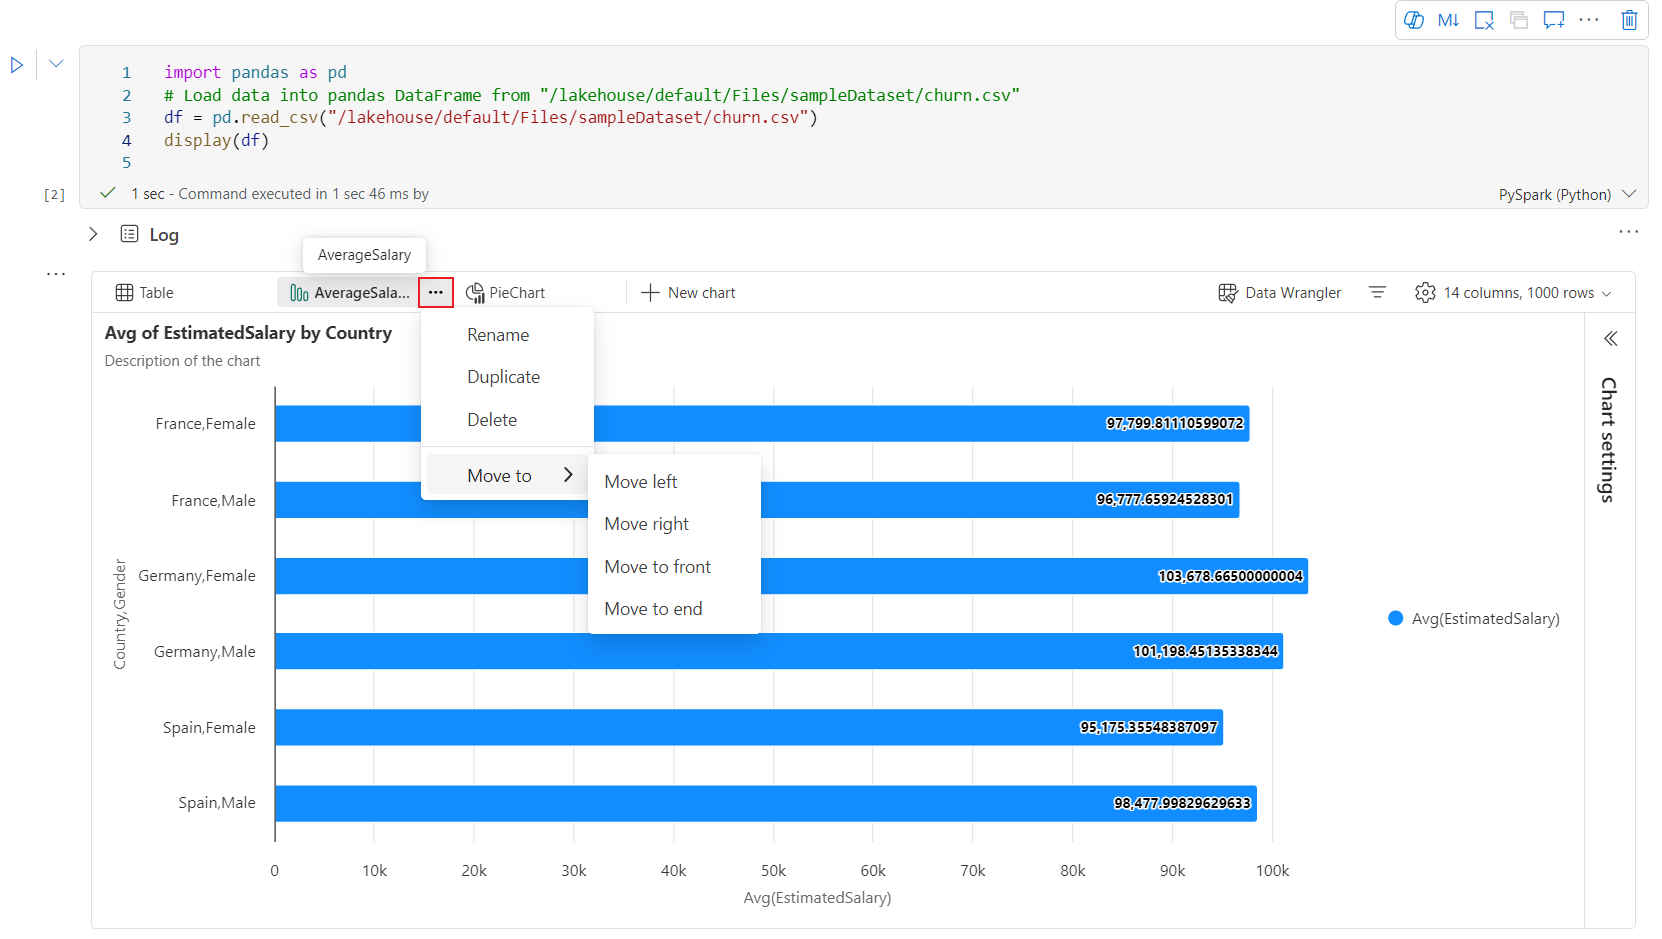 M↓
1 import pandas as pd
2 # Load data into pandas DataFrame from "/lakehouse/default/Files/sampleDataset/churn.csv"
3 df = pd.read_csv("/lakehouse/default/Files/sampleDataset/churn.csv")
4 display(df)
5
[2] 1 sec - Command executed in 1 sec 46 ms by
PySpark (Python)
Log
AverageSalary
Table
AverageSala...
PieChart
New chart
Data Wrangler
14 columns, 1000 rows
Avg of EstimatedSalary by Country
Description of the chart
Rename
Duplicate
Delete
Move to
Move left
Move right
Move to front
Move to end
Chart settings
Country,Gender
France,Female 97,799.81110599072
France,Male 96,777.65924528301
Germany,Female 103,678.66500000004
Germany,Male 101,198.45135338344
Spain,Female 95,175.35548387097
Spain,Male 98,477.99829629633
Avg(EstimatedSalary)
0 10k 20k 30k 40k 50k 60k 70k 80k 90k 100k
Avg(EstimatedSalary)